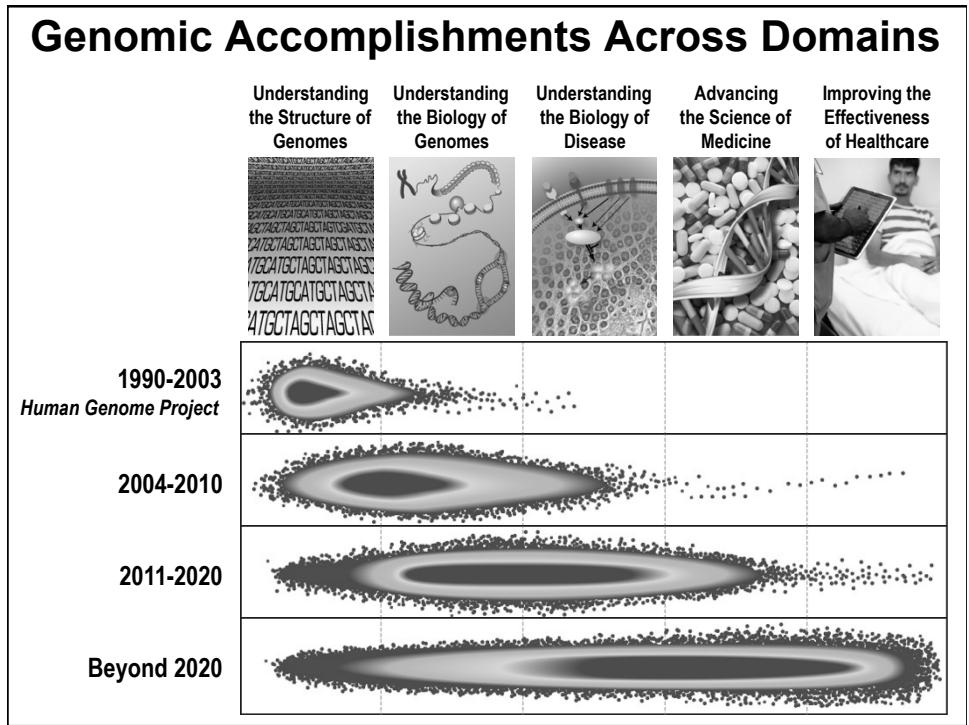 Genomic Accomplishments Across Domains
Understanding
the Structure of
Genomes
Understanding
the Biology of
Genomes
Understanding
the Biology of
Disease
Advancing
the Science of
Medicine
Improving the
Effectiveness
of Healthcare
1990-2003
Human Genome Project
2004-2010
2011-2020
Beyond 2020